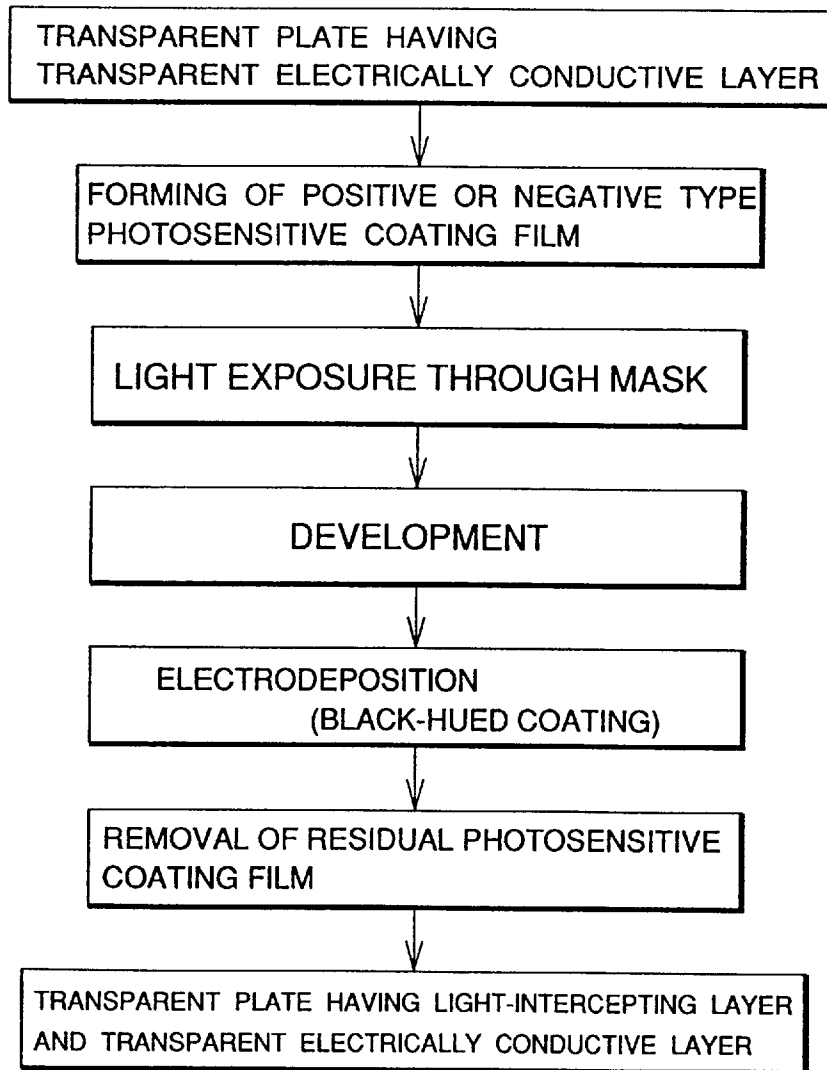 TRANSPARENT PLATE HAVING
TRANSPARENT ELECTRICALLY CONDUCTIVE LAYER
FORMING OF POSITIVE OR NEGATIVE TYPE
PHOTOSENSITIVE COATING FILM
LIGHT EXPOSURE THROUGH MASK
DEVELOPMENT
ELECTRODEPOSITION
(BLACK-HUED COATING)
REMOVAL OF RESIDUAL PHOTOSENSITIVE
COATING FILM
TRANSPARENT PLATE HAVING LIGHT-INTERCEPTING LAYER
AND TRANSPARENT ELECTRICALLY CONDUCTIVE LAYER